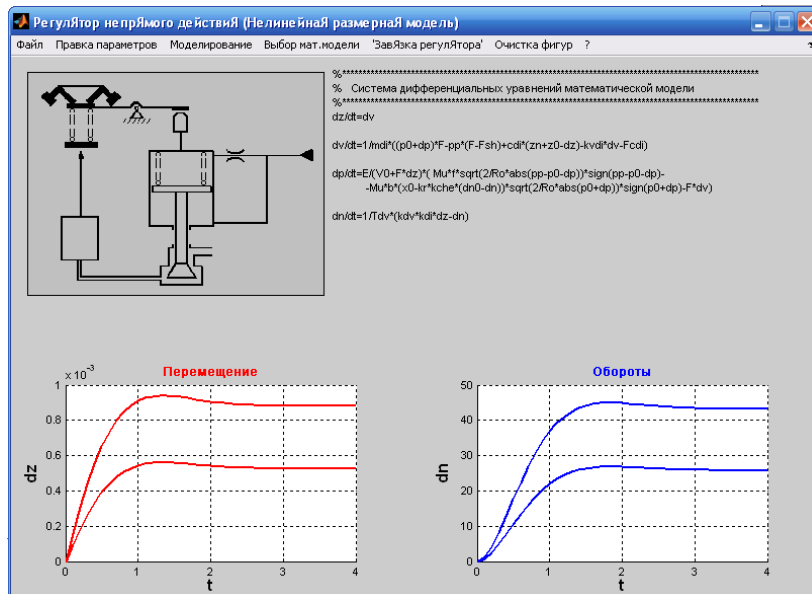 РегулЯтор непрЯмого действиЯ (НелинейнаЯ размернаЯ модель)
Файл Правка параметров Моделирование Выбор мат.модели 'ЗавЯзка регулЯтора' Очистка фигур ?
%*****************************************************************************
% Система дифференциальных уравнений математической модели
%*****************************************************************************
dz/dt=dv
dv/dt=1/mdi*((p0+dp)*F-pp*(F-Fsh)+cdi*(zn+z0-dz)-kvdi*dv-Fcdi)
dp/dt=E/(V0+F*dz)*( Mu*f*sqrt(2/Ro*abs(pp-p0-dp))*sign(pp-p0-dp)-
-Mu*b*(x0-kr*kche*(dn0-dn))*sqrt(2/Ro*abs(p0+dp))*sign(p0+dp)-F*dv)
dn/dt=1/Tdv*(kdv*kdi*dz-dn)
Перемещение
x 10⁻³
1
0.8
0.6
0.4
0.2
0
dz
0 1 2 3 4
t
Обороты
50
40
30
20
10
0
dn
0 1 2 3 4
t